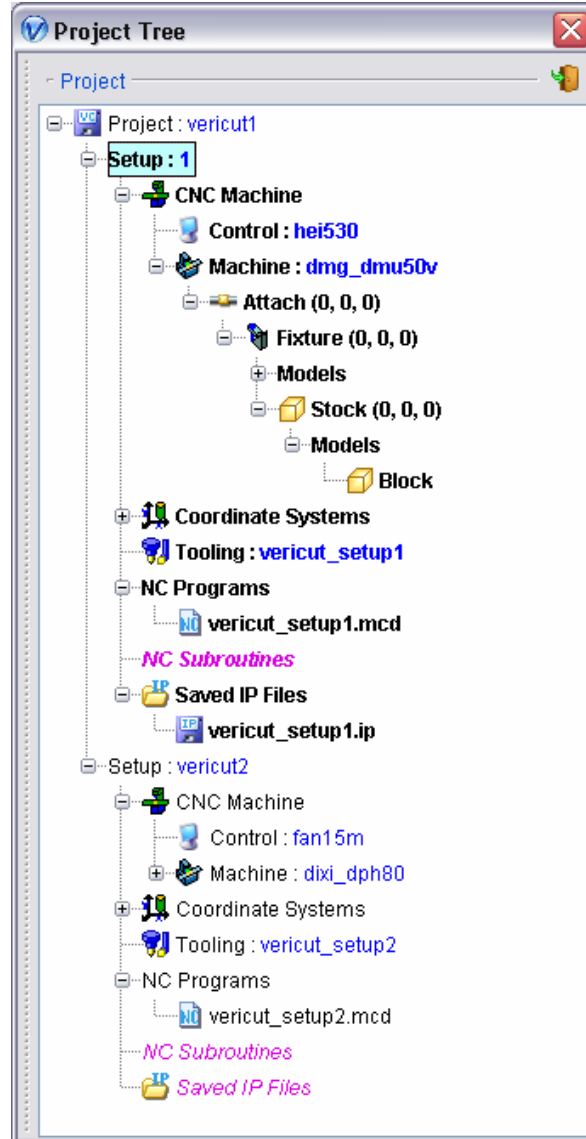 Project Tree
Project
Project : vericut1
Setup : 1
CNC Machine
Control : hei530
Machine : dmg_dmu50v
Attach (0, 0, 0)
Fixture (0, 0, 0)
Models
Stock (0, 0, 0)
Models
Block
Coordinate Systems
Tooling : vericut_setup1
NC Programs
vericut_setup1.mcd
NC Subroutines
Saved IP Files
vericut_setup1.ip
Setup : vericut2
CNC Machine
Control : fan15m
Machine : dixi_dph80
Coordinate Systems
Tooling : vericut_setup2
NC Programs
vericut_setup2.mcd
NC Subroutines
Saved IP Files